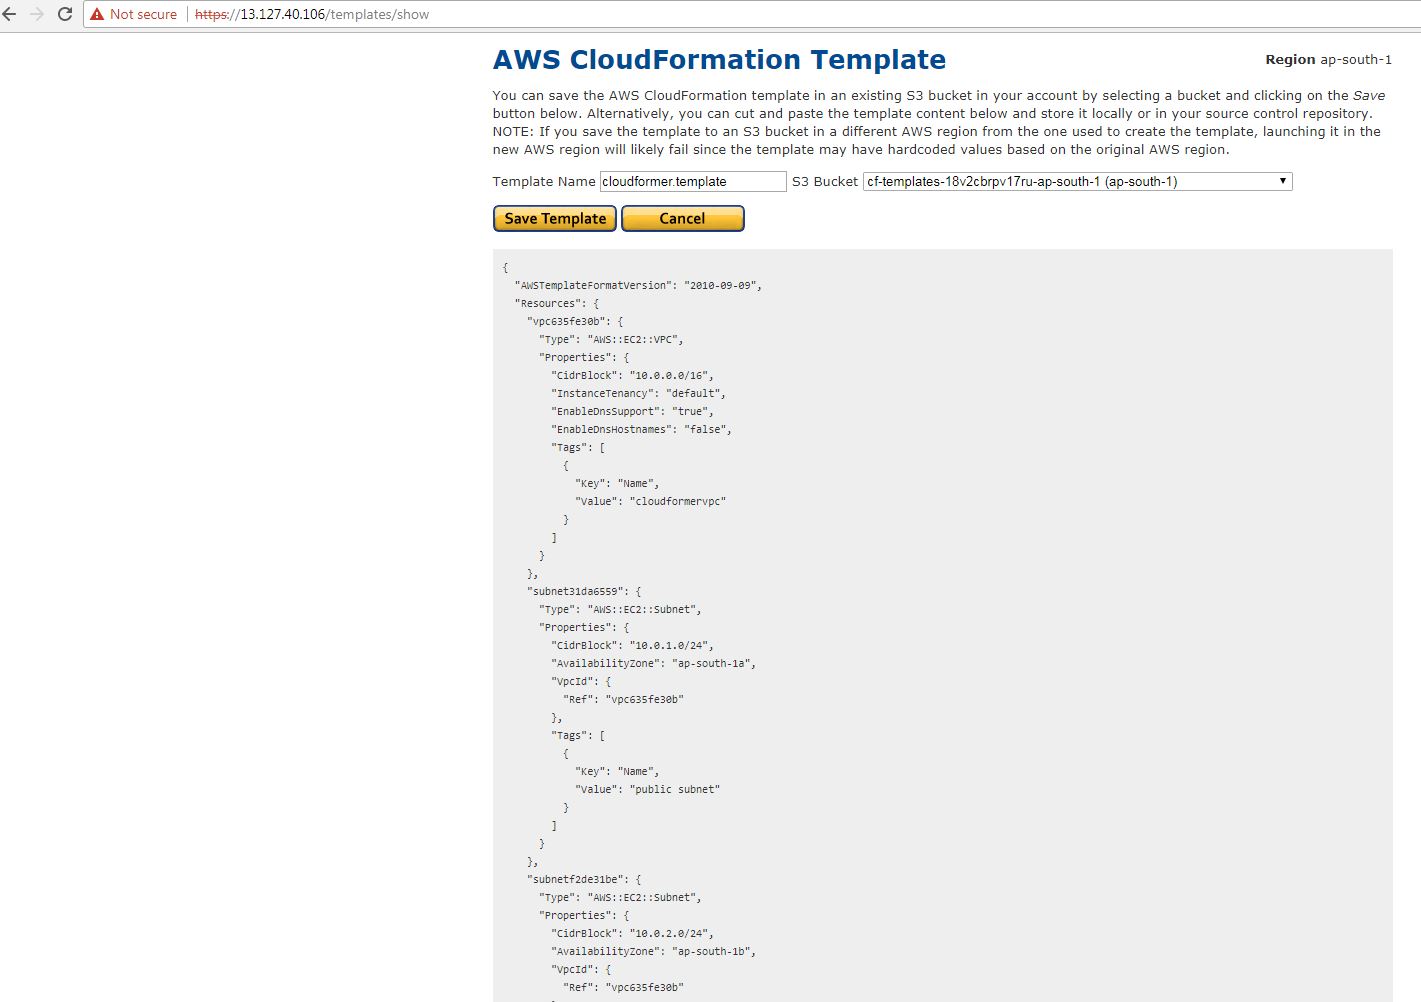 Not secure | https://13.127.40.106/templates/show
AWS CloudFormation Template
Region ap-south-1
You can save the AWS CloudFormation template in an existing S3 bucket in your account by selecting a bucket and clicking on the Save
button below. Alternatively, you can cut and paste the template content below and store it locally or in your source control repository.
NOTE: If you save the template to an S3 bucket in a different AWS region from the one used to create the template, launching it in the
new AWS region will likely fail since the template may have hardcoded values based on the original AWS region.
Template Name cloudformer.template S3 Bucket cf-templates-18v2cbrpv17ru-ap-south-1 (ap-south-1)
Save Template Cancel
{
"AWSTemplateFormatVersion": "2010-09-09",
"Resources": {
"vpc635fe30b": {
"Type": "AWS::EC2::VPC",
"Properties": {
"CidrBlock": "10.0.0.0/16",
"InstanceTenancy": "default",
"EnableDnsSupport": "true",
"EnableDnsHostnames": "false",
"Tags": [
{
"Key": "Name",
"Value": "cloudformervpc"
}
]
}
},
"subnet31da6559": {
"Type": "AWS::EC2::Subnet",
"Properties": {
"CidrBlock": "10.0.1.0/24",
"AvailabilityZone": "ap-south-1a",
"VpcId": {
"Ref": "vpc635fe30b"
},
"Tags": [
{
"Key": "Name",
"Value": "public subnet"
}
]
}
},
"subnetf2de31be": {
"Type": "AWS::EC2::Subnet",
"Properties": {
"CidrBlock": "10.0.2.0/24",
"AvailabilityZone": "ap-south-1b",
"VpcId": {
"Ref": "vpc635fe30b"